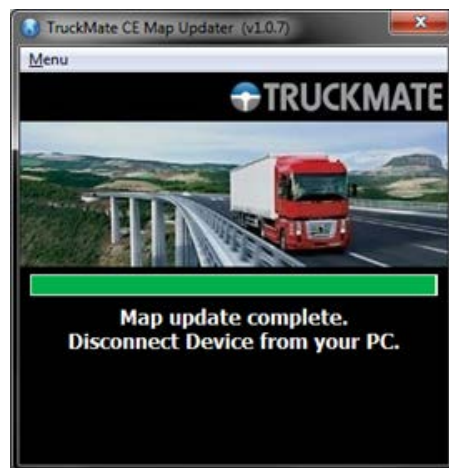 TruckMate CE Map Updater (v1.0.7)
Menu
TRUCKMATE
Map update complete.
Disconnect Device from your PC.